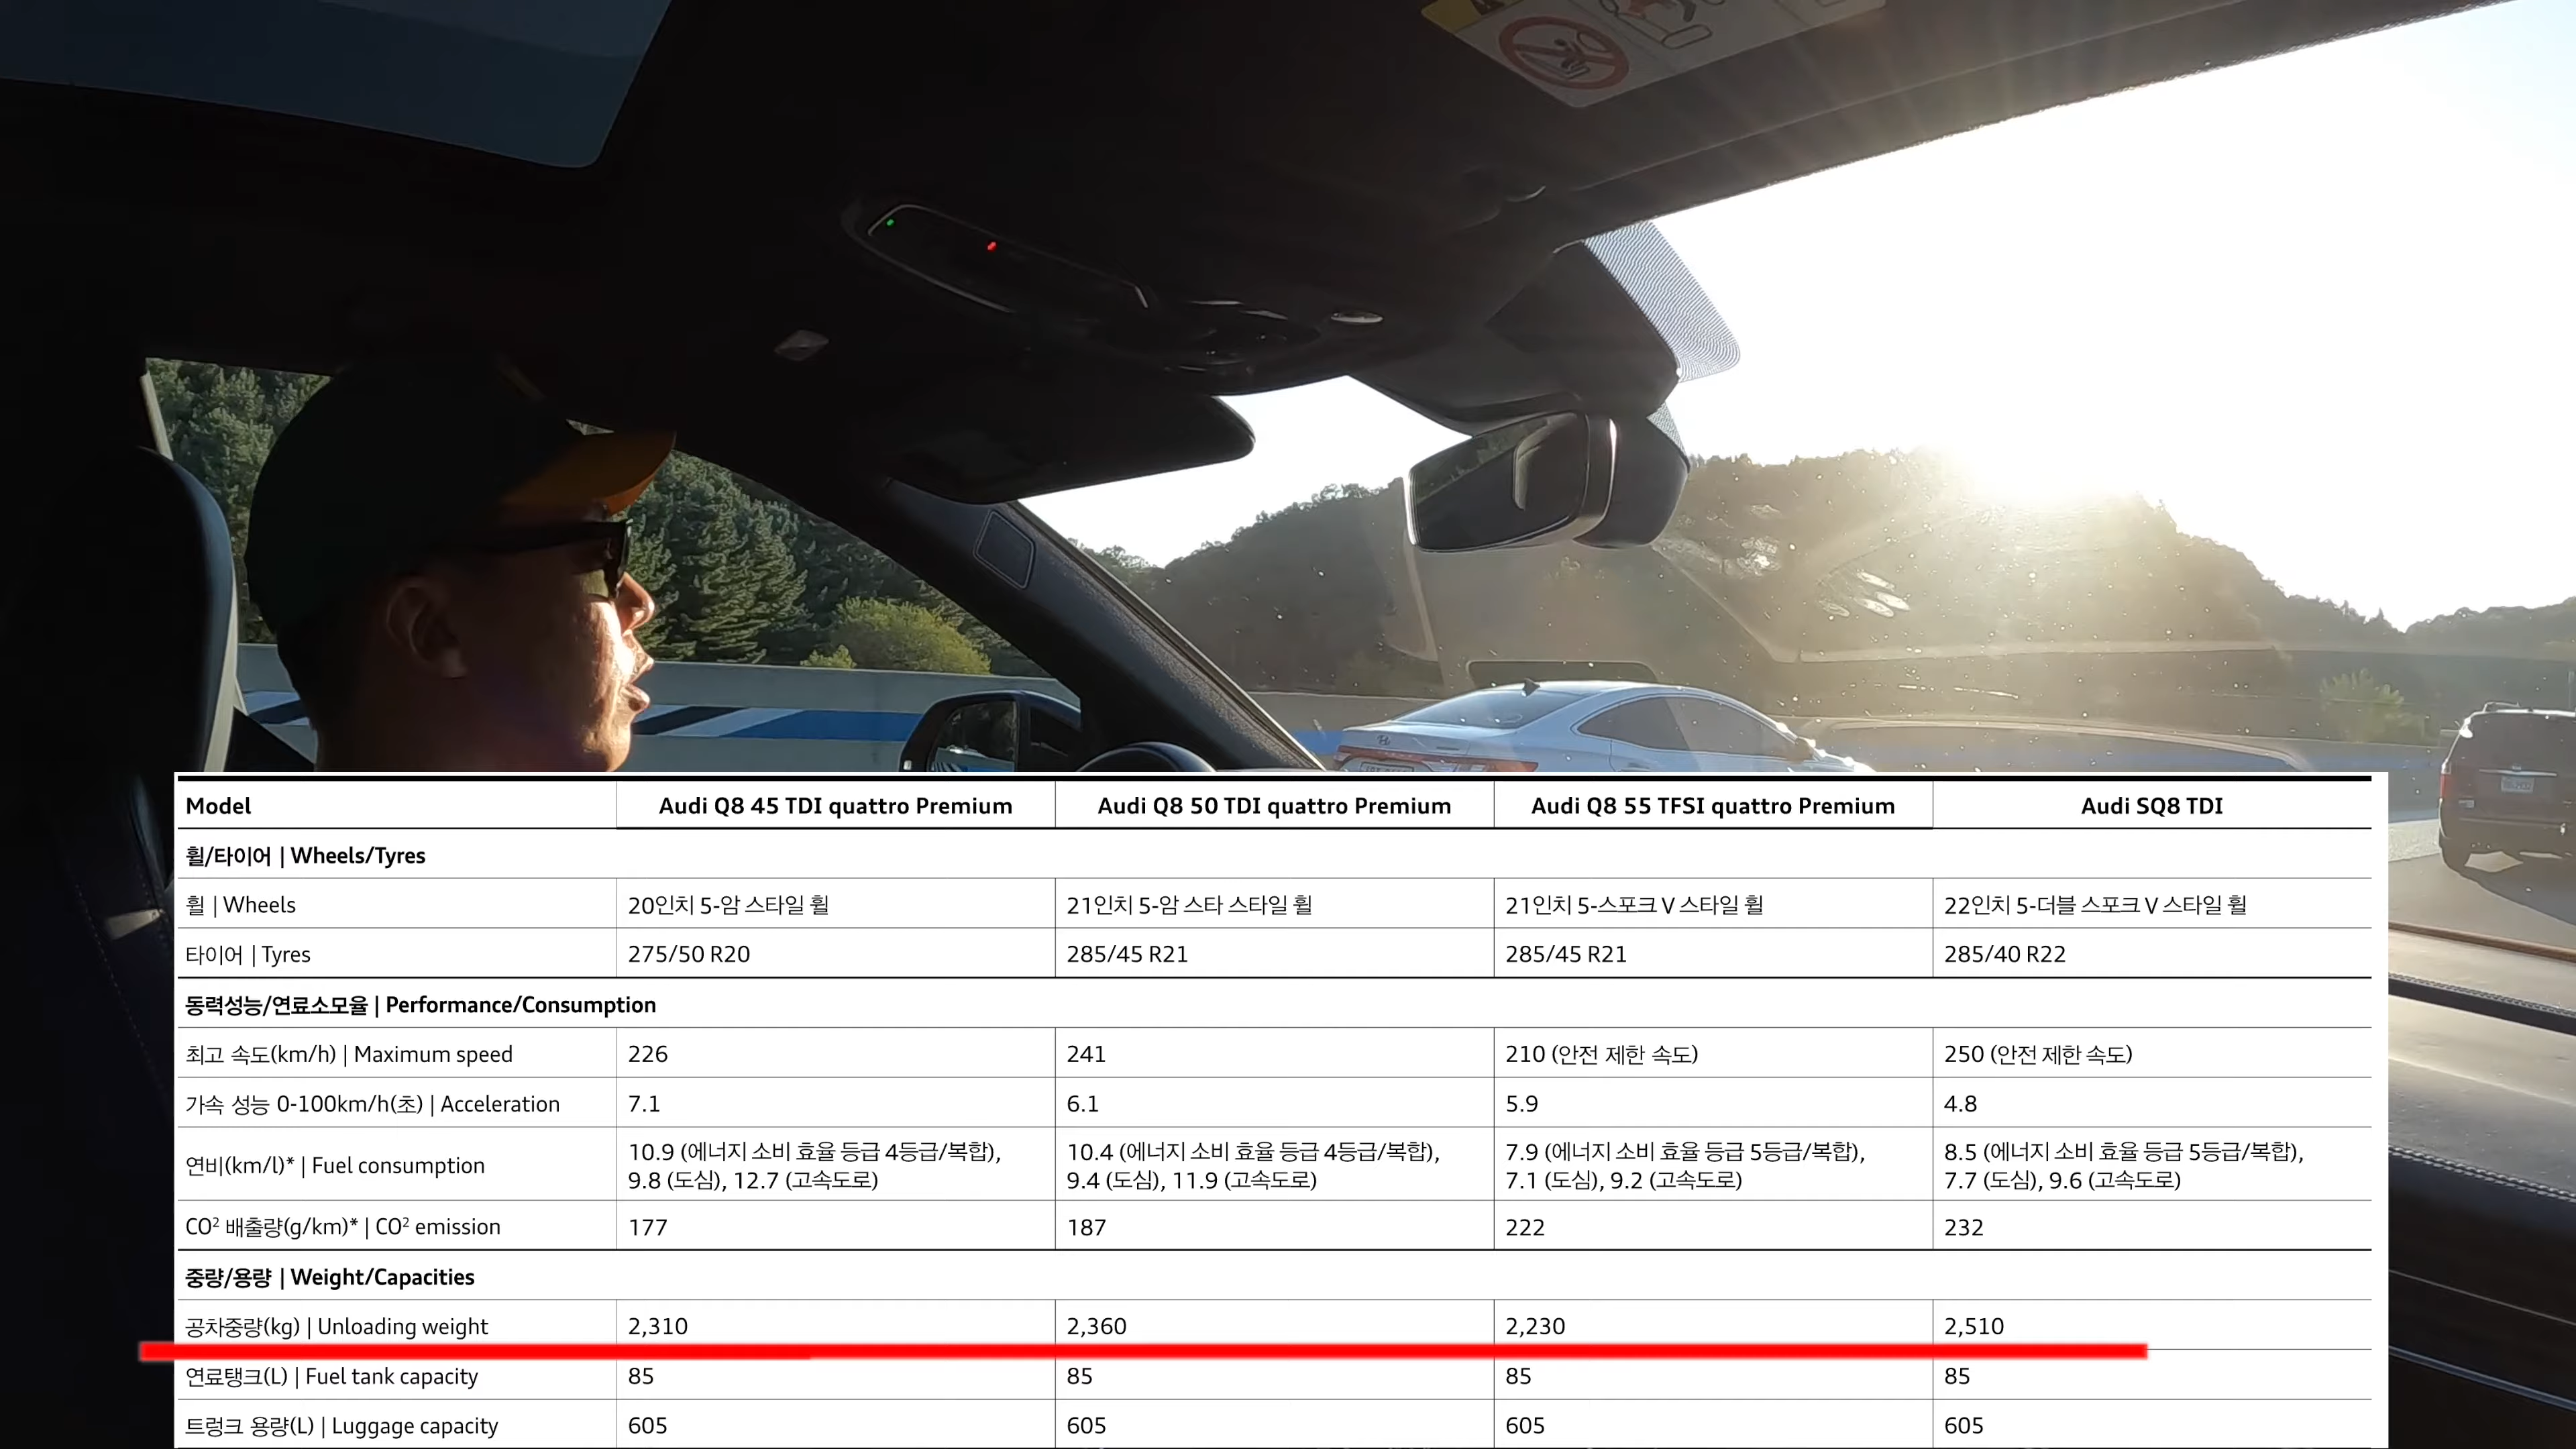 Model Audi Q8 45 TDI quattro Premium Audi Q8 50 TDI quattro Premium Audi Q8 55 TFSI quattro Premium Audi SQ8 TDI
휠/타이어 | Wheels/Tyres
휠 | Wheels 20인치 5-암 스타일 휠 21인치 5-암 스타 스타일 휠 21인치 5-스포크 V 스타일 휠 22인치 5-더블 스포크 V 스타일 휠
타이어 | Tyres 275/50 R20 285/45 R21 285/45 R21 285/40 R22
동력성능/연료소모율 | Performance/Consumption
최고 속도(km/h) | Maximum speed 226 241 210 (안전 제한 속도) 250 (안전 제한 속도)
가속 성능 0-100km/h(초) | Acceleration 7.1 6.1 5.9 4.8
연비(km/l)* | Fuel consumption
10.9 (에너지 소비 효율 등급 4등급/복합),
9.8 (도심), 12.7 (고속도로)
10.4 (에너지 소비 효율 등급 4등급/복합),
9.4 (도심), 11.9 (고속도로)
7.9 (에너지 소비 효율 등급 5등급/복합),
7.1 (도심), 9.2 (고속도로)
8.5 (에너지 소비 효율 등급 5등급/복합),
7.7 (도심), 9.6 (고속도로)
CO² 배출량(g/km)* | CO² emission 177 187 222 232
중량/용량 | Weight/Capacities
공차중량(kg) | Unloading weight 2,310 2,360 2,230 2,510
연료탱크(L) | Fuel tank capacity 85 85 85 85
트렁크 용량(L) | Luggage capacity 605 605 605 605